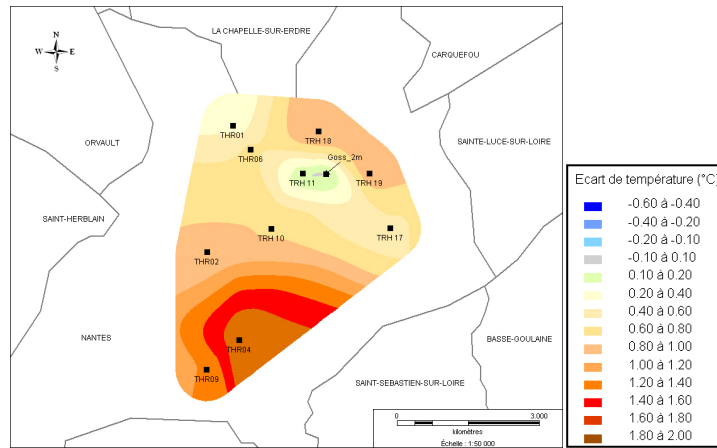 LA CHAPELLE-SUR-ERDRE
CARQUEFOU
N
W E
S
ORVAULT
SAINTE-LUCE-SUR-LOIRE
THR01
TRH 18
THR06
Goss_2m
TRH 11
TRH 19
SAINT-HERBLAIN
TRH 10
TRH 17
THR02
NANTES
THR04
THR09
BASSE-GOULAINE
SAINT-SEBASTIEN-SUR-LOIRE
0 3.000
kilomètres
Échelle : 1:50 000
Ecart de température (°C)
-0.60 à -0.40
-0.40 à -0.20
-0.20 à -0.10
-0.10 à 0.10
0.10 à 0.20
0.20 à 0.40
0.40 à 0.60
0.60 à 0.80
0.80 à 1.00
1.00 à 1.20
1.20 à 1.40
1.40 à 1.60
1.60 à 1.80
1.80 à 2.00